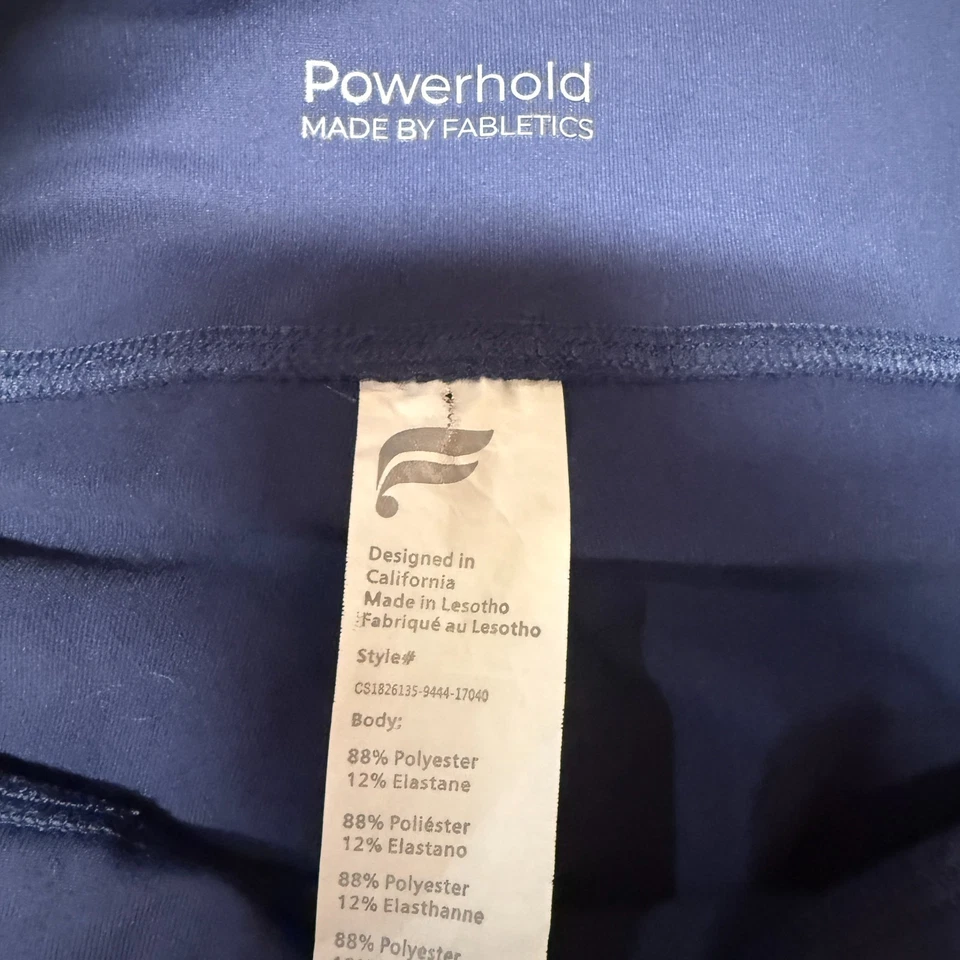 Powerhold
MADE BY FABLETICS
Designed in
California
Made in Lesotho
Fabriqué au Lesotho
Style#
CS1826135-9444-17040
Body:
88% Polyester
12% Elastane
88% Poliéster
12% Elastano
88% Polyester
12% Elasthanne
88% Polyester